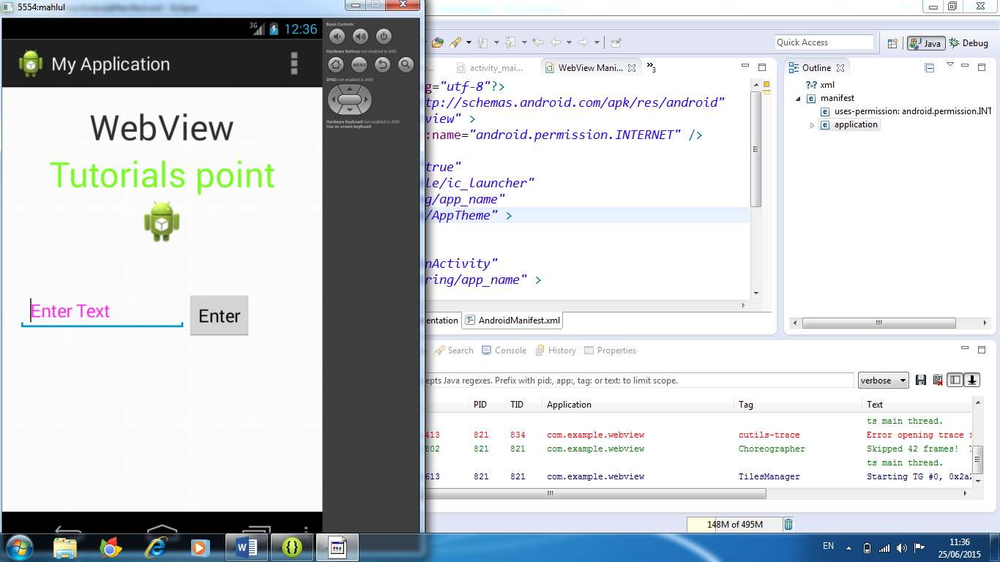 5554:mahlul
3G 12:36
My Application
WebView
Tutorials point
Enter Text
Enter
Basic Controls
Hardware Buttons not enabled in AVD
MENU
DPAD not enabled in AVD
Hardware Keyboard not enabled in AVD
Use on screen keyboard
Quick Access
Java
Debug
activity_mai...
WebView Mani...
3
g="utf-8"?>
tp://schemas.android.com/apk/res/android"
view" >
:name="android.permission.INTERNET" />
true"
le/ic_launcher"
g/app_name"
/AppTheme" >
nActivity"
ring/app_name" >
entation
AndroidManifest.xml
Outline
xml
manifest
uses-permission: android.permission.INT
application
Search
Console
History
Properties
epts Java regexes. Prefix with pid:, app:, tag: or text: to limit scope.
verbose
PID TID Application Tag Text
ts main thread.
413 821 834 com.example.webview cutils-trace Error opening trace f
802 821 821 com.example.webview Choreographer Skipped 42 frames! T
ts main thread.
613 821 821 com.example.webview TilesManager Starting TG #0, 0x2a2
148M of 495M
EN
11:36
25/06/2015